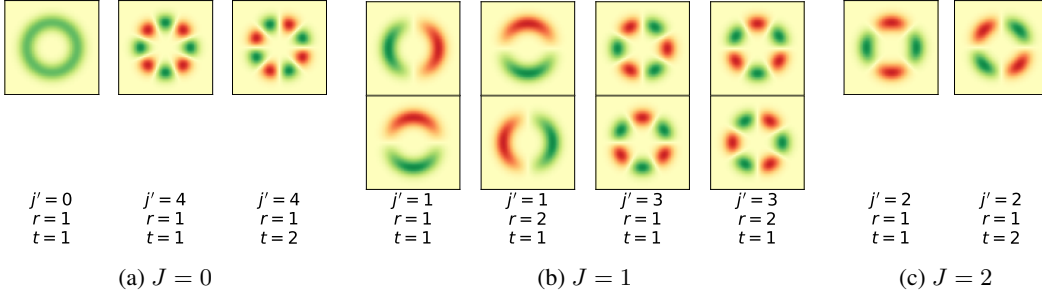 j′ = 0 j′ = 4 j′ = 4 j′ = 1 j′ = 1 j′ = 3 j′ = 3 j′ = 2 j′ = 2
r = 1 r = 1 r = 1 r = 1 r = 2 r = 1 r = 2 r = 1 r = 1
t = 1 t = 1 t = 2 t = 1 t = 1 t = 1 t = 1 t = 1 t = 2
(a) J = 0 (b) J = 1 (c) J = 2